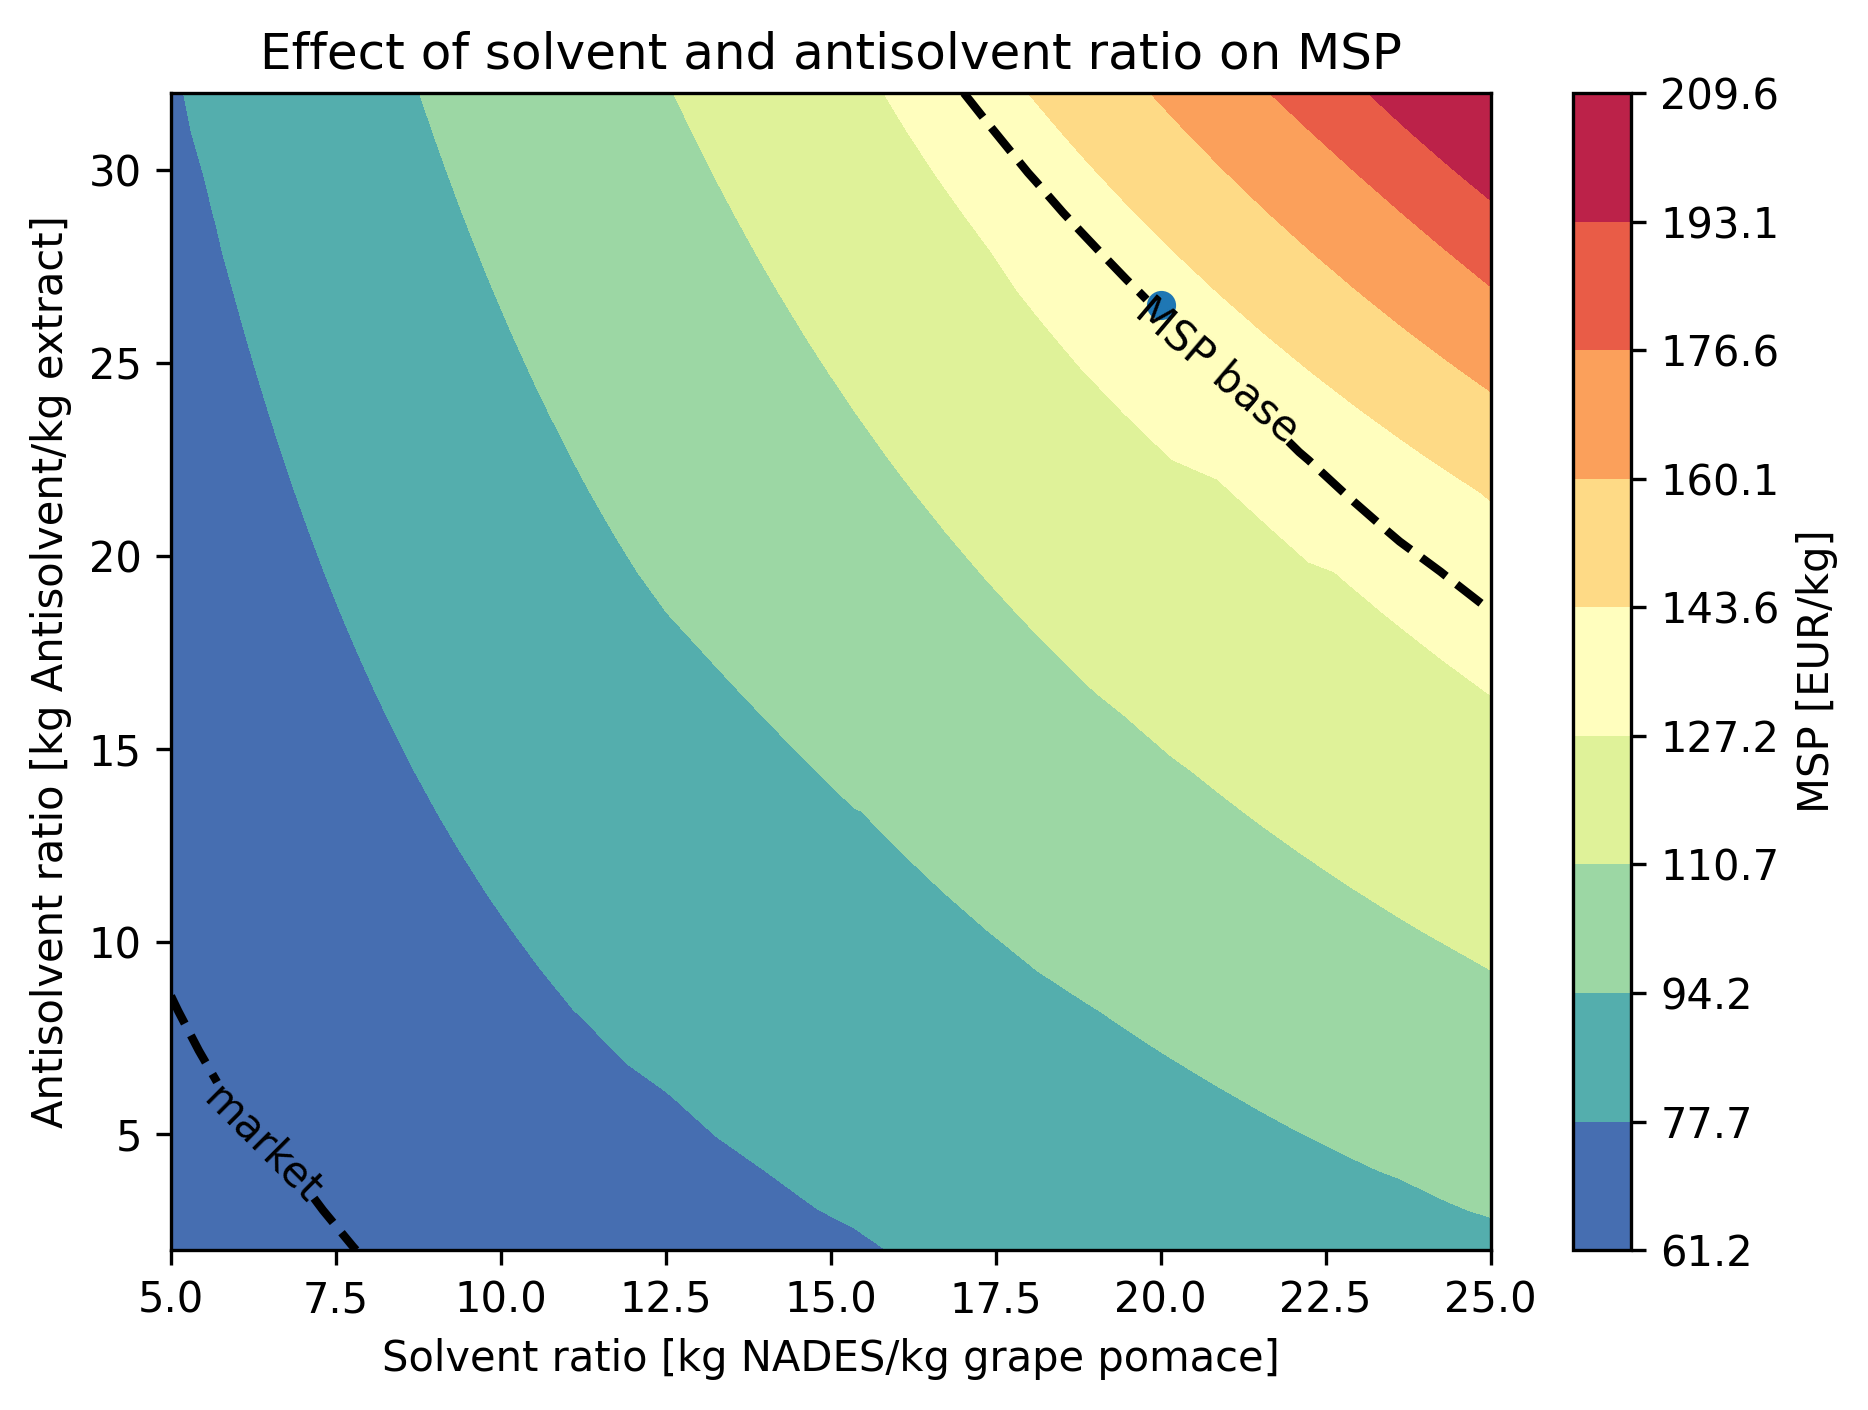 Effect of solvent and antisolvent ratio on MSP
Antisolvent ratio [kg Antisolvent/kg extract]
30
25
20
15
10
5
MSP base
market
5.0 7.5 10.0 12.5 15.0 17.5 20.0 22.5 25.0
Solvent ratio [kg NADES/kg grape pomace]
209.6
193.1
176.6
160.1
143.6
127.2
110.7
94.2
77.7
61.2
MSP [EUR/kg]